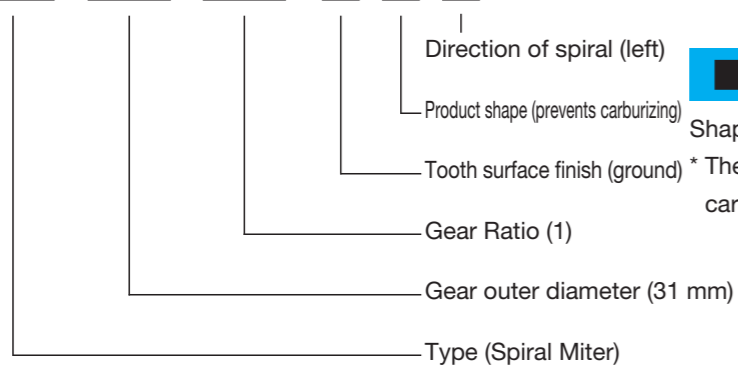 Direction of spiral (left)
Product shape (prevents carburizing)
Shap
Tooth surface finish (ground)
* The
car
Gear Ratio (1)
Gear outer diameter (31 mm)
Type (Spiral Miter)